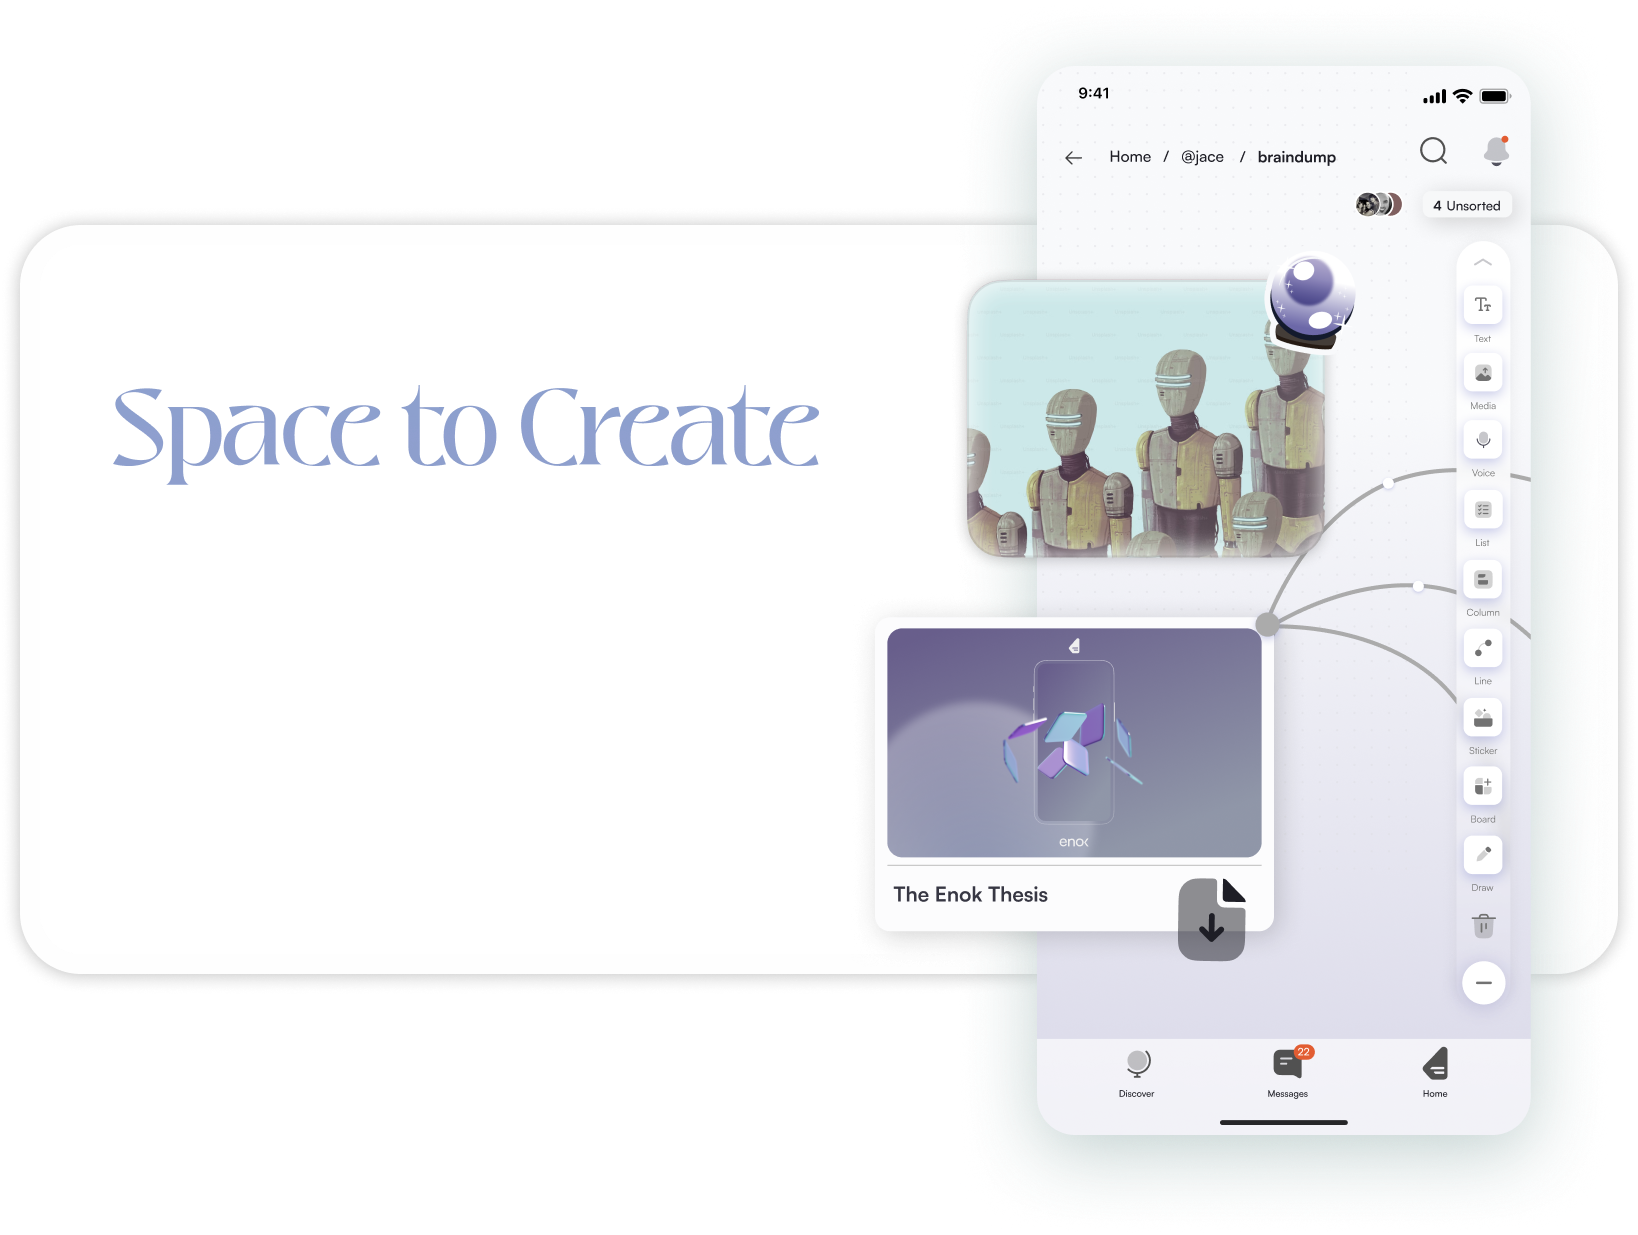 Space to Create
9:41
Home / @jace / braindump
4 Unsorted
Text
Media
Voice
List
Column
Line
Sticker
Board
Draw
enok
The Enok Thesis
22
Discover
Messages
Home